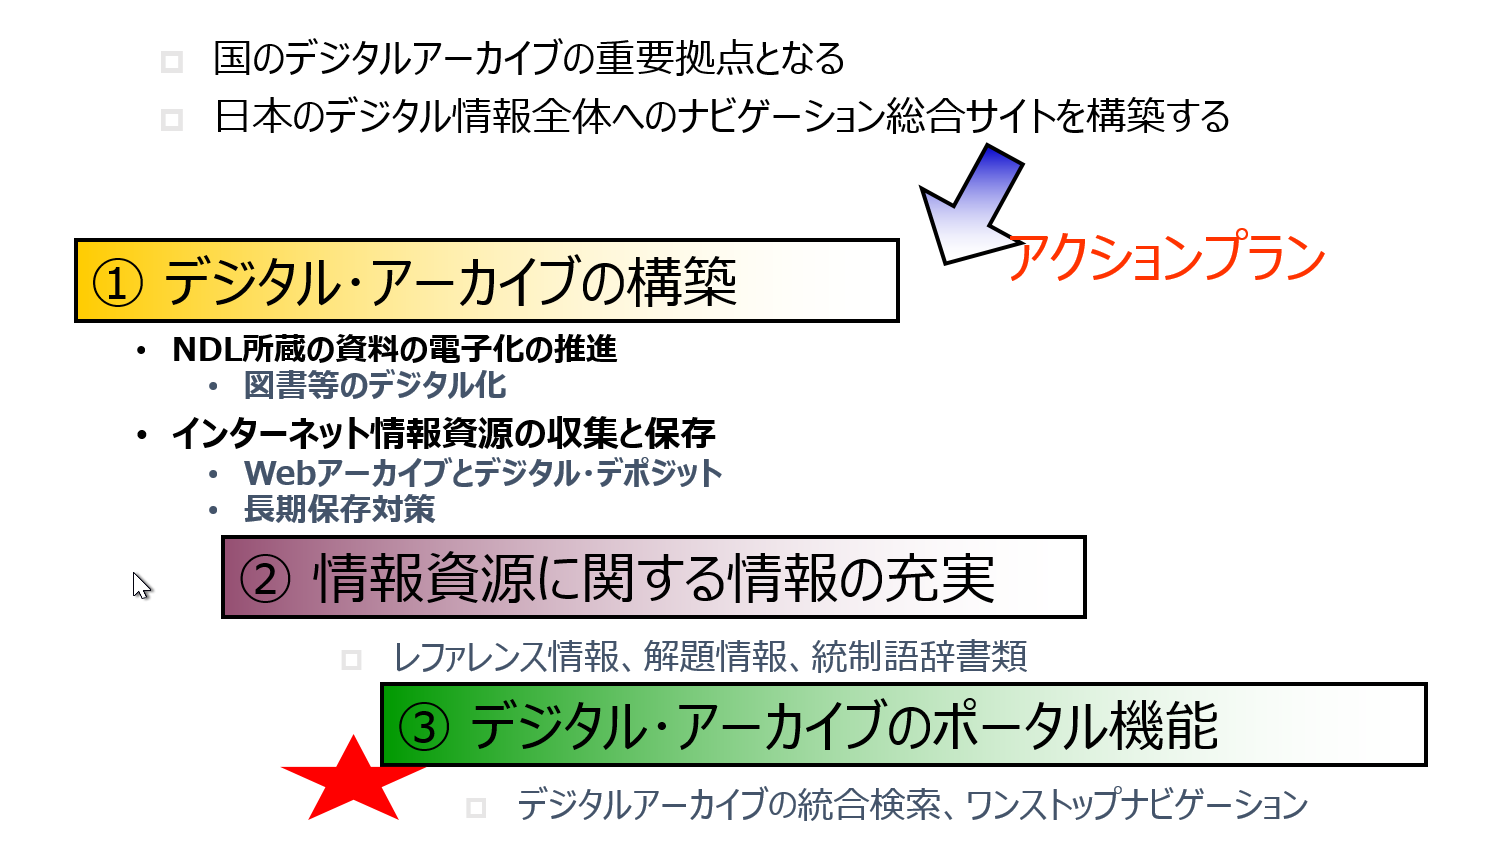 国のデジタルアーカイブの重要拠点となる
日本のデジタル情報全体へのナビゲーション総合サイトを構築する
アクションプラン
① デジタル・アーカイブの構築
• NDL所蔵の資料の電子化の推進
• 図書等のデジタル化
• インターネット情報資源の収集と保存
• Webアーカイブとデジタル・デポジット
• 長期保存対策
② 情報資源に関する情報の充実
レファレンス情報、解題情報、統制語辞書類
③ デジタル・アーカイブのポータル機能
デジタルアーカイブの統合検索、ワンストップナビゲーション